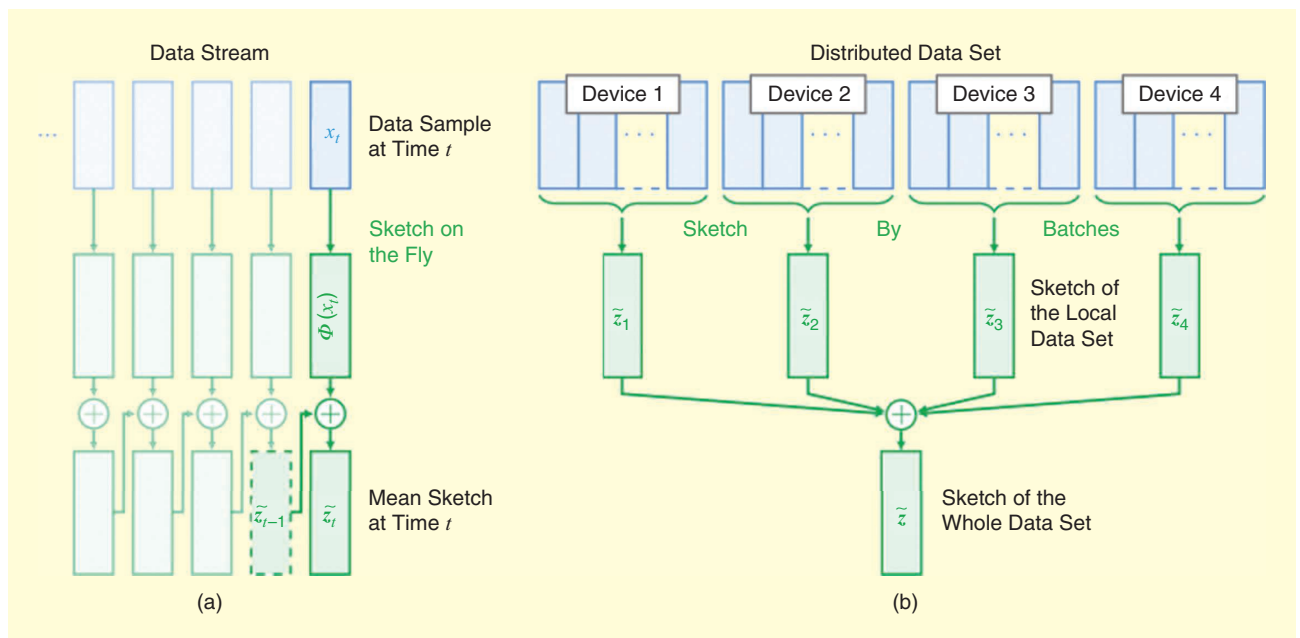 Data Stream
...
x_t
Data Sample
at Time t
Sketch on
the Fly
Φ(x_t)
z̃_{t–1}
z̃_t
Mean Sketch
at Time t
(a)
Distributed Data Set
Device 1
Device 2
Device 3
Device 4
...
...
...
...
Sketch By Batches
z̃_1
z̃_2
z̃_3
Sketch of
the Local
Data Set
z̃_4
z̃
Sketch of the
Whole Data Set
(b)